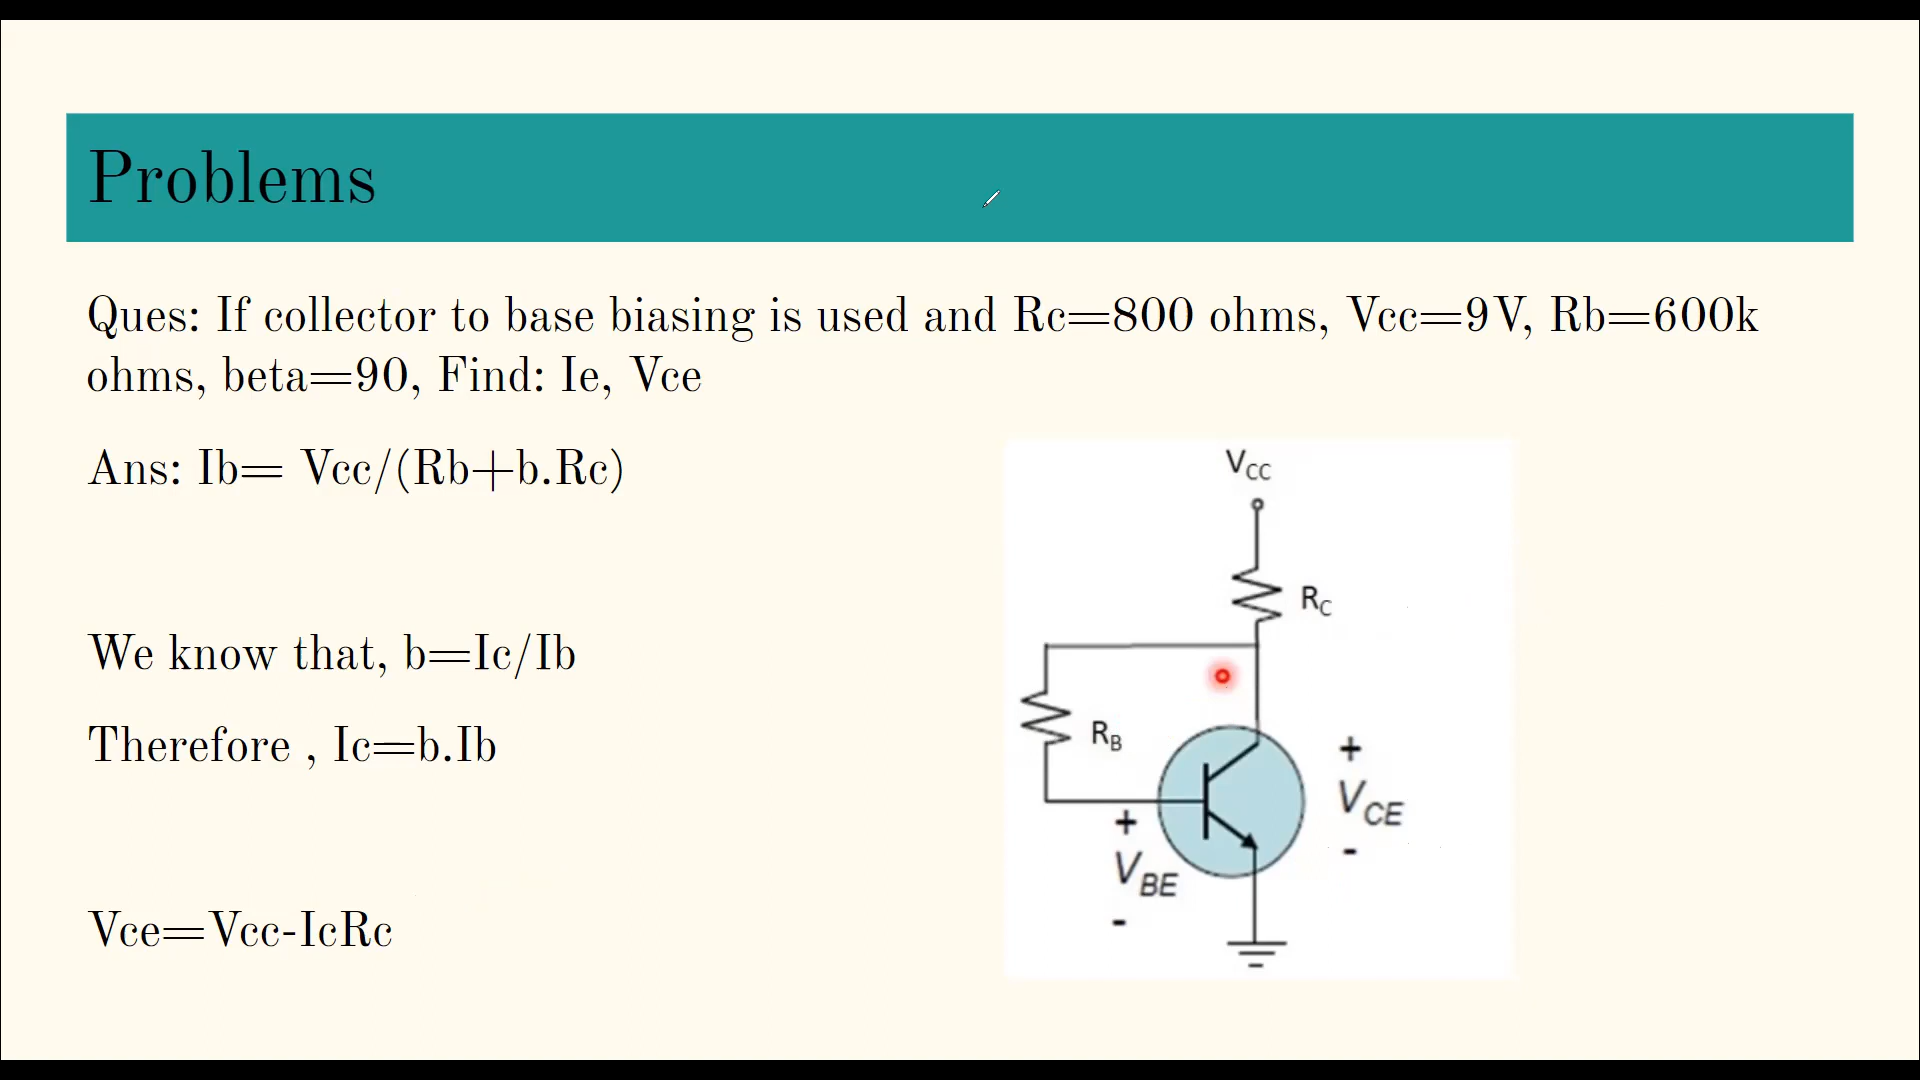 Problems
Ques: If collector to base biasing is used and Rc=800 ohms, Vcc=9V, Rb=600k
ohms, beta=90, Find: Ie, Vce
Ans: Ib= Vcc/(Rb+b.Rc)
We know that, b=Ic/Ib
Therefore , Ic=b.Ib
Vce=Vcc-IcRc
VCC
RC
RB
+
VCE
-
+
VBE
-